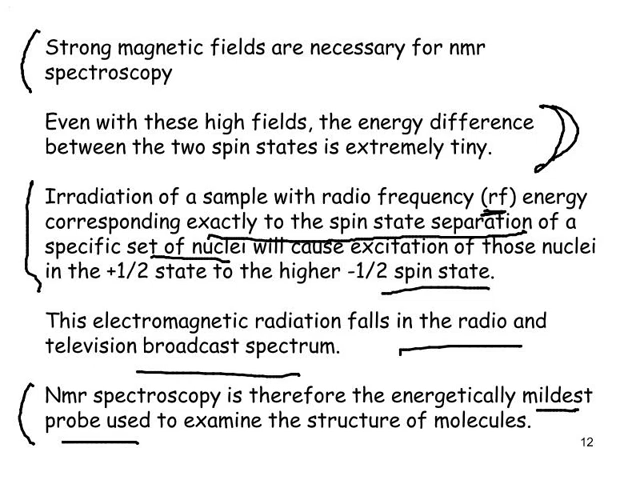 Strong magnetic fields are necessary for nmr
spectroscopy
Even with these high fields, the energy difference
between the two spin states is extremely tiny.
Irradiation of a sample with radio frequency (rf) energy
corresponding exactly to the spin state separation of a
specific set of nuclei will cause excitation of those nuclei
in the +1/2 state to the higher -1/2 spin state.
This electromagnetic radiation falls in the radio and
television broadcast spectrum.
Nmr spectroscopy is therefore the energetically mildest
probe used to examine the structure of molecules.
12